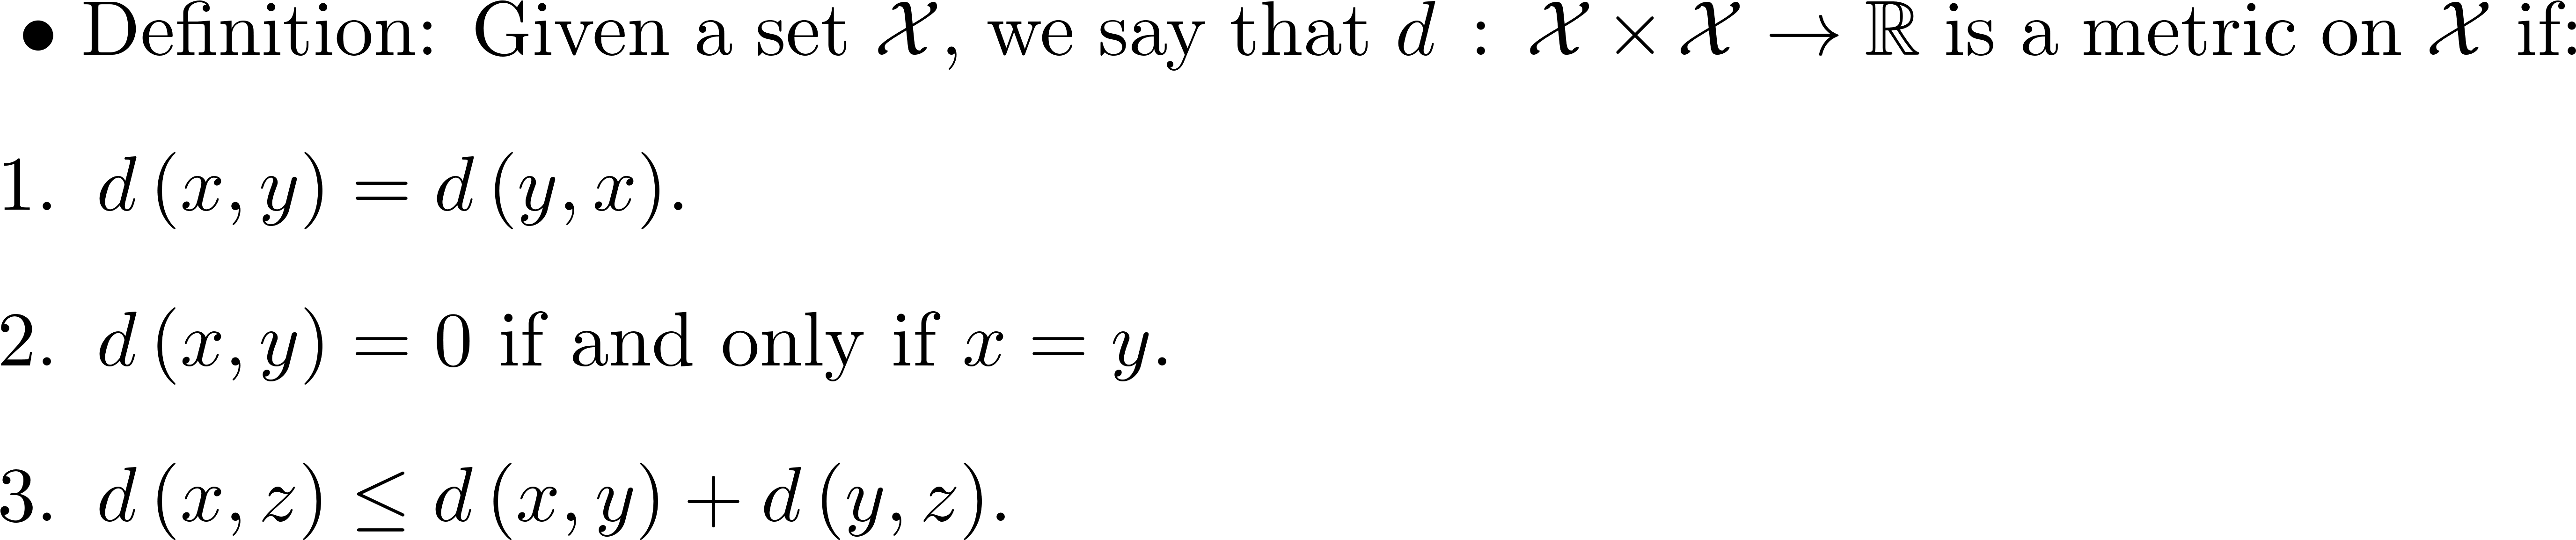 • Definition: Given a set 𝒳, we say that d : 𝒳 × 𝒳 → ℝ is a metric on 𝒳 if:
1. d (x, y) = d (y, x).
2. d (x, y) = 0 if and only if x = y.
3. d (x, z) ≤ d (x, y) + d (y, z).